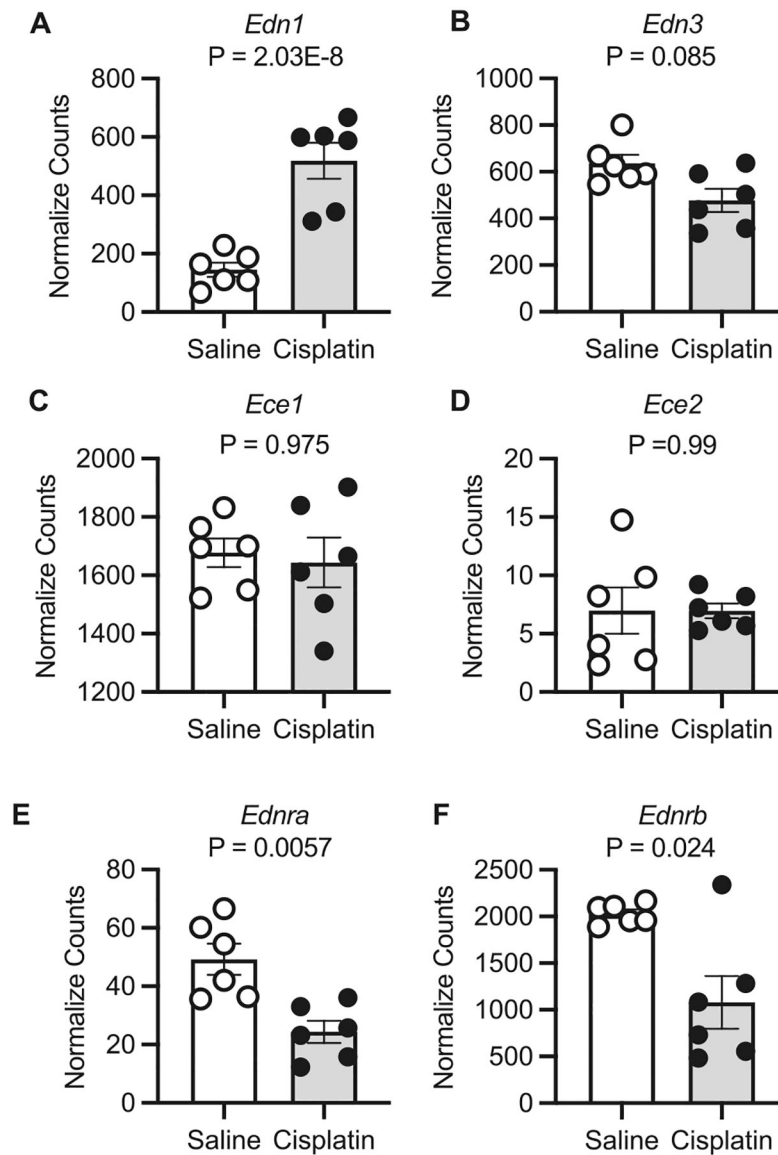 A
Edn1
P = 2.03E-8
Normalize Counts
800
600
400
200
0
Saline Cisplatin
B
Edn3
P = 0.085
Normalize Counts
1000
800
600
400
200
0
Saline Cisplatin
C
Ece1
P = 0.975
Normalize Counts
2000
1800
1600
1400
1200
Saline Cisplatin
D
Ece2
P =0.99
Normalize Counts
20
15
10
5
0
Saline Cisplatin
E
Ednra
P = 0.0057
Normalize Counts
80
60
40
20
0
Saline Cisplatin
F
Ednrb
P = 0.024
Normalize Counts
2500
2000
1500
1000
500
0
Saline Cisplatin